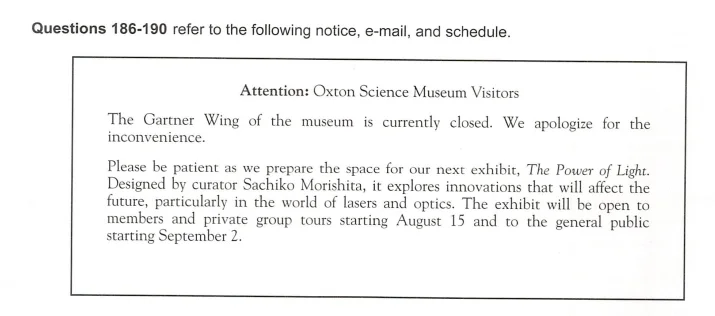 Questions 186-190 refer to the following notice, e-mail, and schedule.
Attention: Oxton Science Museum Visitors
The Gartner Wing of the museum is currently closed. We apologize for the
inconvenience.
Please be patient as we prepare the space for our next exhibit, The Power of Light.
Designed by curator Sachiko Morishita, it explores innovations that will affect the
future, particularly in the world of lasers and optics. The exhibit will be open to
members and private group tours starting August 15 and to the general public
starting September 2.